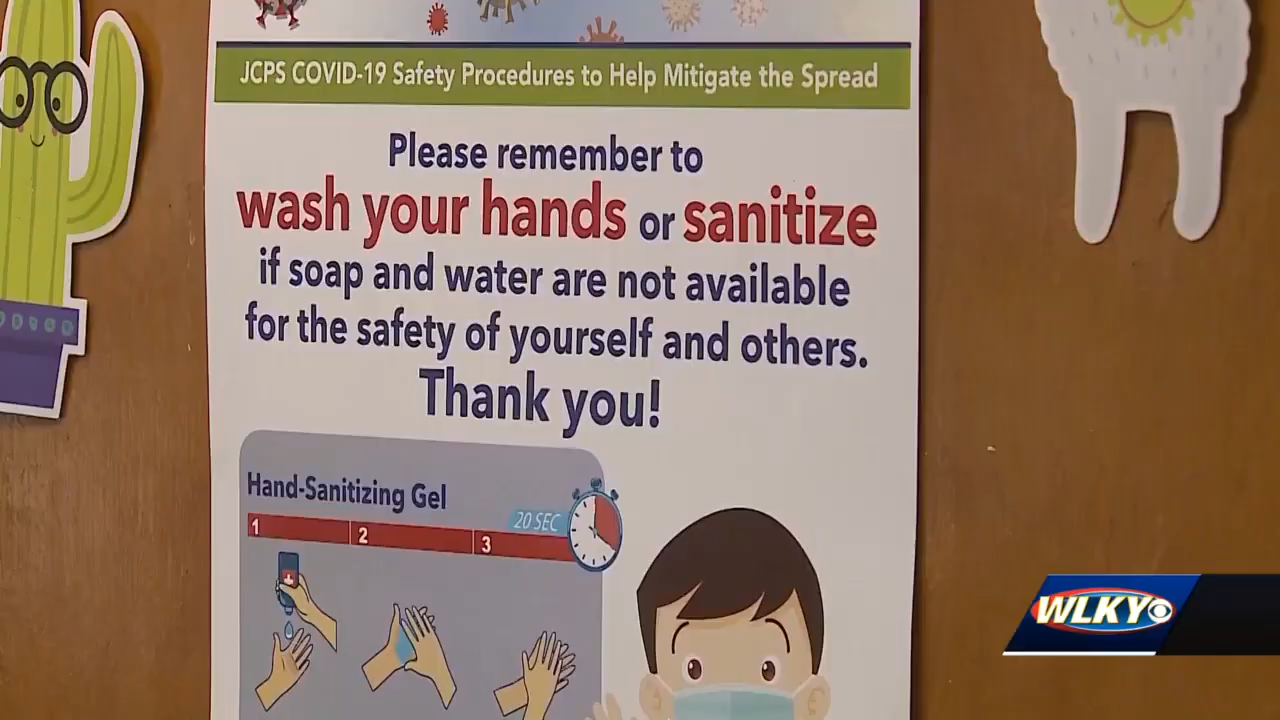 JCPS COVID-19 Safety Procedures to Help Mitigate the Spread
Please remember to
wash your hands or sanitize
if soap and water are not available
for the safety of yourself and others.
Thank you!
Hand-Sanitizing Gel
20 SEC
1 2 3
WLKY